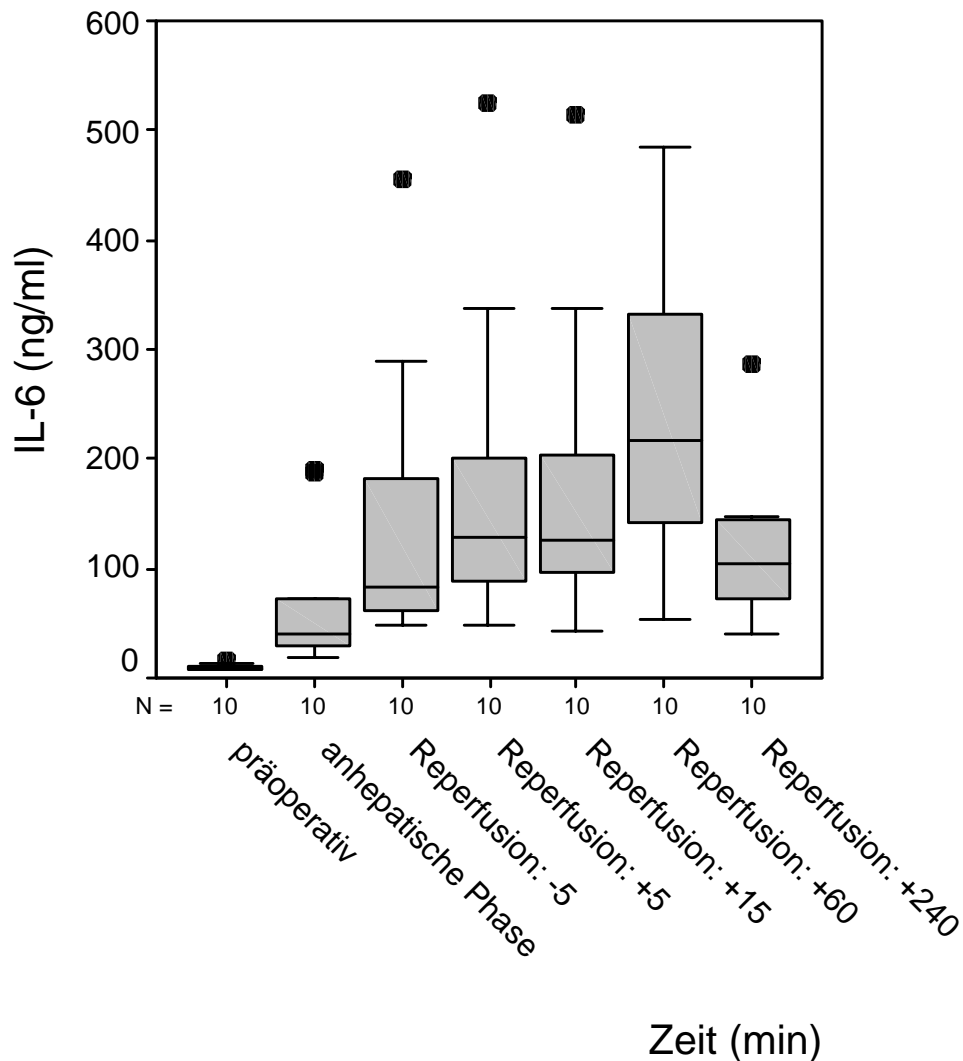 600
500
400
300
200
100
0
IL-6 (ng/ml)
N = 10 10 10 10 10 10 10
präoperativ
anhepatische Phase
Reperfusion: -5
Reperfusion: +5
Reperfusion: +15
Reperfusion: +60
Reperfusion: +240
Zeit (min)